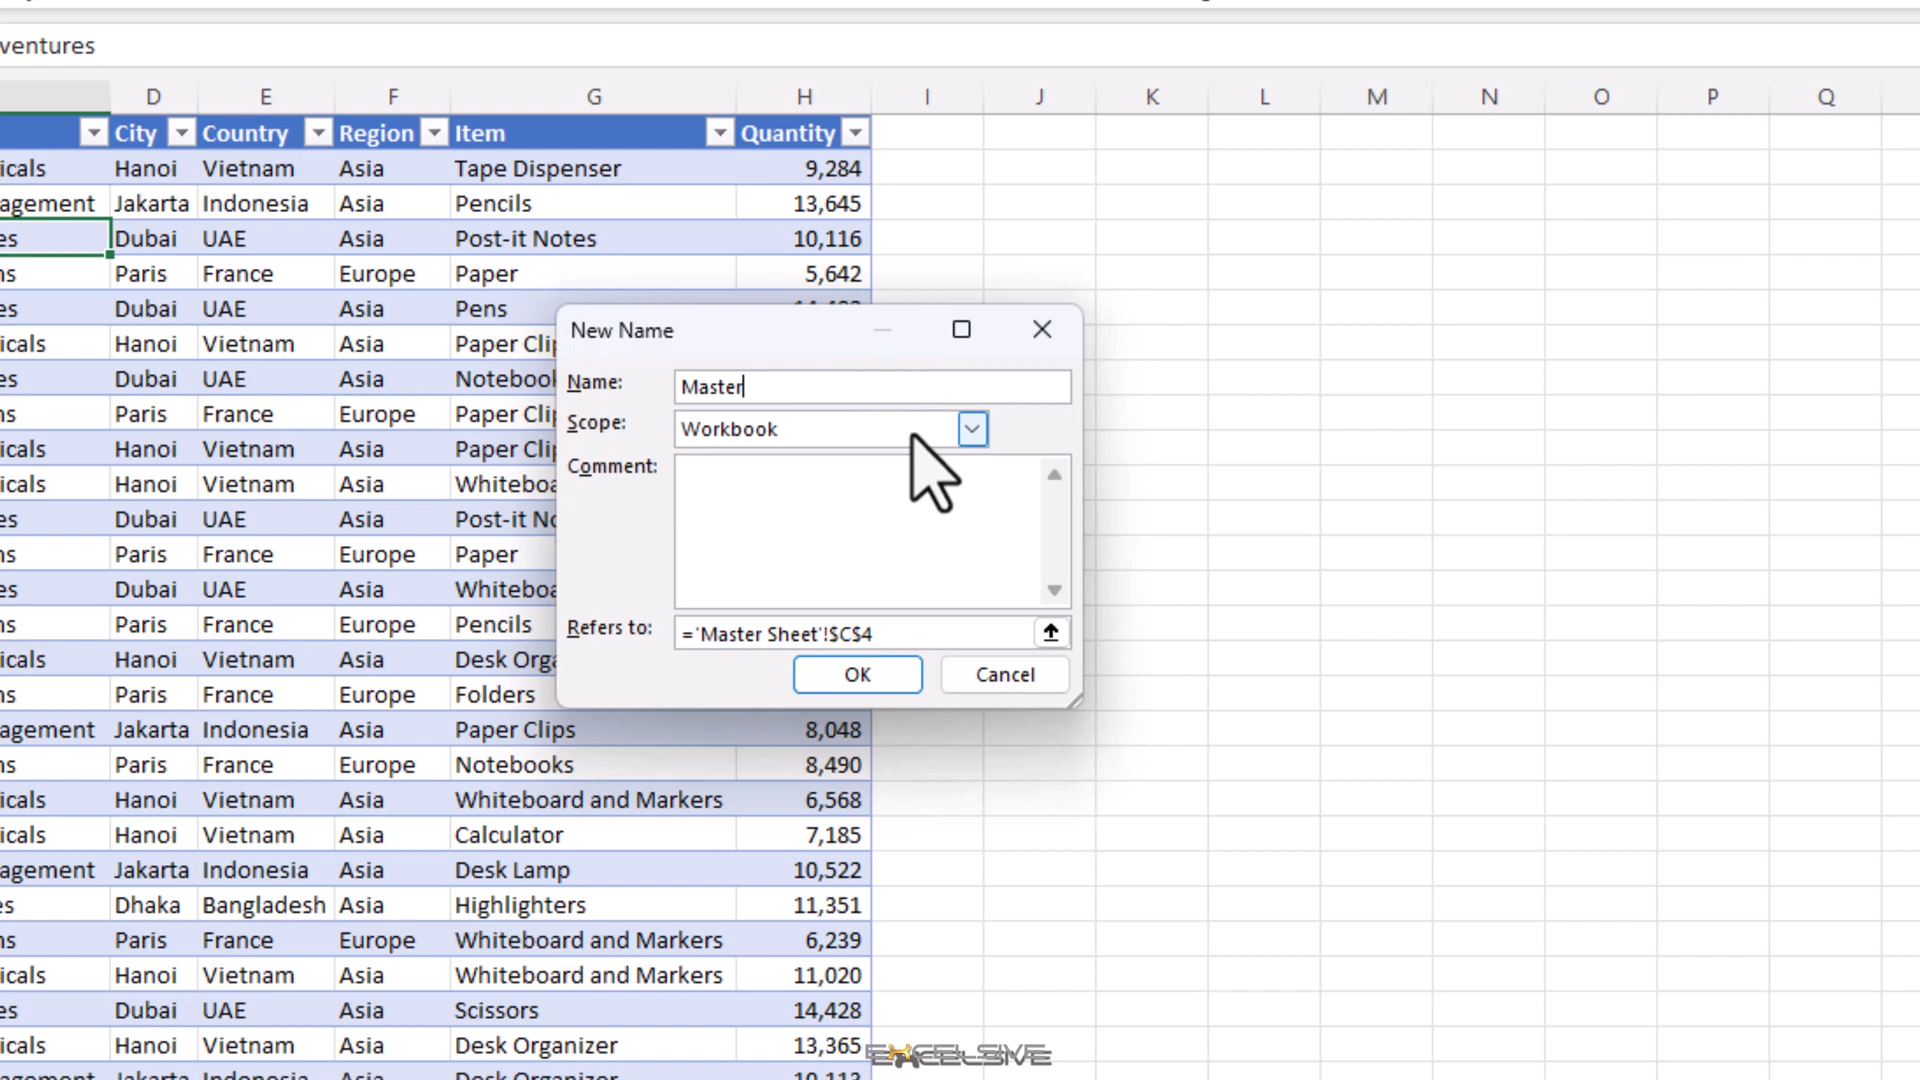 ventures
D E F G H I J K L M N O P Q
City Country Region Item Quantity
icals Hanoi Vietnam Asia Tape Dispenser 9,284
agement Jakarta Indonesia Asia Pencils 13,645
es Dubai UAE Asia Post-it Notes 10,116
ns Paris France Europe Paper 5,642
es Dubai UAE Asia Pens
icals Hanoi Vietnam Asia Paper Clip
es Dubai UAE Asia Notebook
ns Paris France Europe Paper Clip
icals Hanoi Vietnam Asia Paper Clip
icals Hanoi Vietnam Asia Whiteboa
es Dubai UAE Asia Post-it No
ns Paris France Europe Paper
es Dubai UAE Asia Whiteboa
ns Paris France Europe Pencils
icals Hanoi Vietnam Asia Desk Orga
ns Paris France Europe Folders
agement Jakarta Indonesia Asia Paper Clips 8,048
ns Paris France Europe Notebooks 8,490
icals Hanoi Vietnam Asia Whiteboard and Markers 6,568
icals Hanoi Vietnam Asia Calculator 7,185
agement Jakarta Indonesia Asia Desk Lamp 10,522
es Dhaka Bangladesh Asia Highlighters 11,351
ns Paris France Europe Whiteboard and Markers 6,239
icals Hanoi Vietnam Asia Whiteboard and Markers 11,020
es Dubai UAE Asia Scissors 14,428
icals Hanoi Vietnam Asia Desk Organizer 13,365
agement Jakarta Indonesia Asia Desk Organizer 10,113
New Name
Name: Master
Scope: Workbook
Comment:
Refers to: ='Master Sheet'!$C$4
OK Cancel
EXCELSIVE